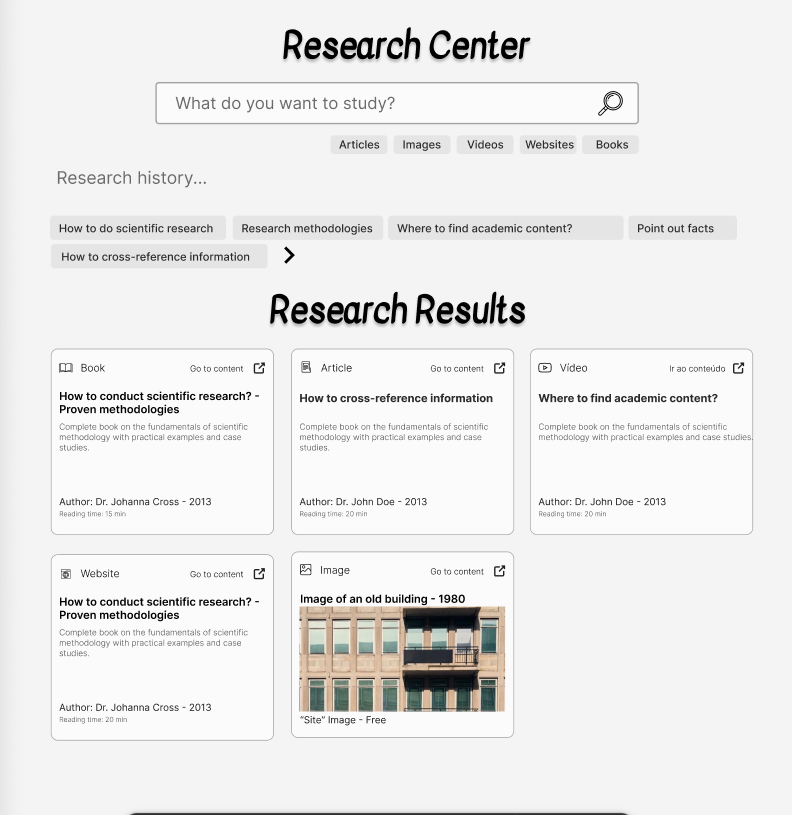 Research Center
What do you want to study?
Articles Images Videos Websites Books
Research history...
How to do scientific research Research methodologies Where to find academic content? Point out facts
How to cross-reference information
Research Results
Book Go to content
How to conduct scientific research? -
Proven methodologies
Complete book on the fundamentals of scientific
methodology with practical examples and case
studies.
Author: Dr. Johanna Cross - 2013
Reading time: 15 min
Article Go to content
How to cross-reference information
Complete book on the fundamentals of scientific
methodology with practical examples and case
studies.
Author: Dr. John Doe - 2013
Reading time: 20 min
Vídeo Ir ao conteúdo
Where to find academic content?
Complete book on the fundamentals of scientific
methodology with practical examples and case studies.
Author: Dr. John Doe - 2013
Reading time: 20 min
Website Go to content
How to conduct scientific research? -
Proven methodologies
Complete book on the fundamentals of scientific
methodology with practical examples and case
studies.
Author: Dr. Johanna Cross - 2013
Reading time: 20 min
Image Go to content
Image of an old building - 1980
“Site” Image - Free